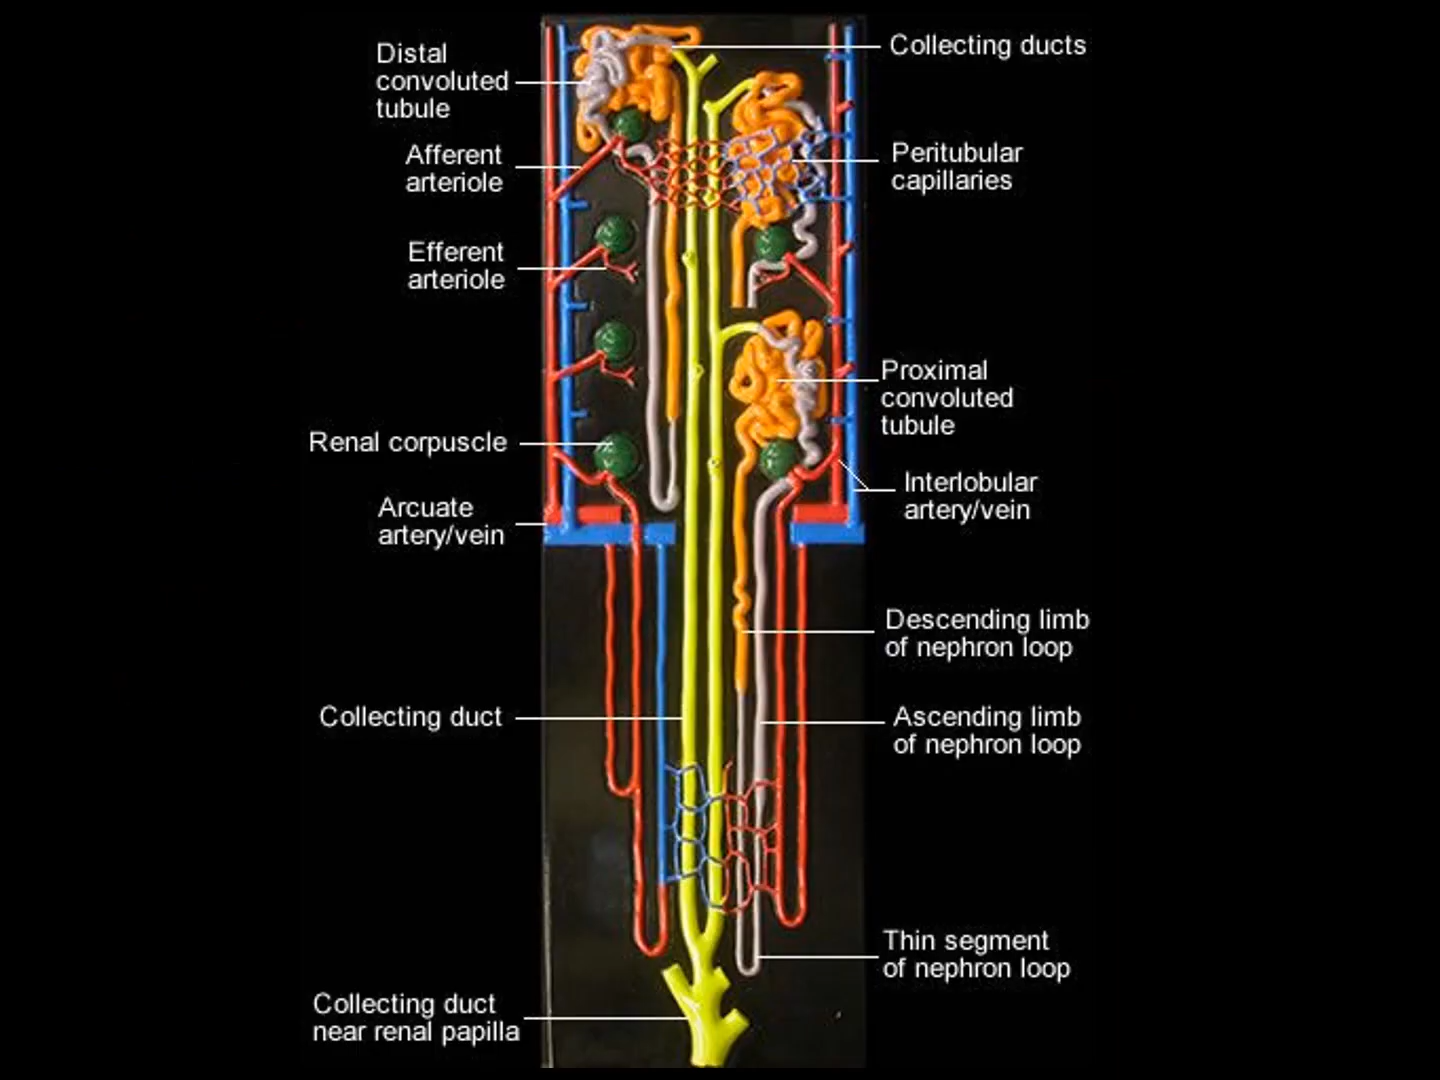 Distal
convoluted
tubule
Afferent
arteriole
Efferent
arteriole
Renal corpuscle
Arcuate
artery/vein
Collecting duct
Collecting duct
near renal papilla
Collecting ducts
Peritubular
capillaries
Proximal
convoluted
tubule
Interlobular
artery/vein
Descending limb
of nephron loop
Ascending limb
of nephron loop
Thin segment
of nephron loop